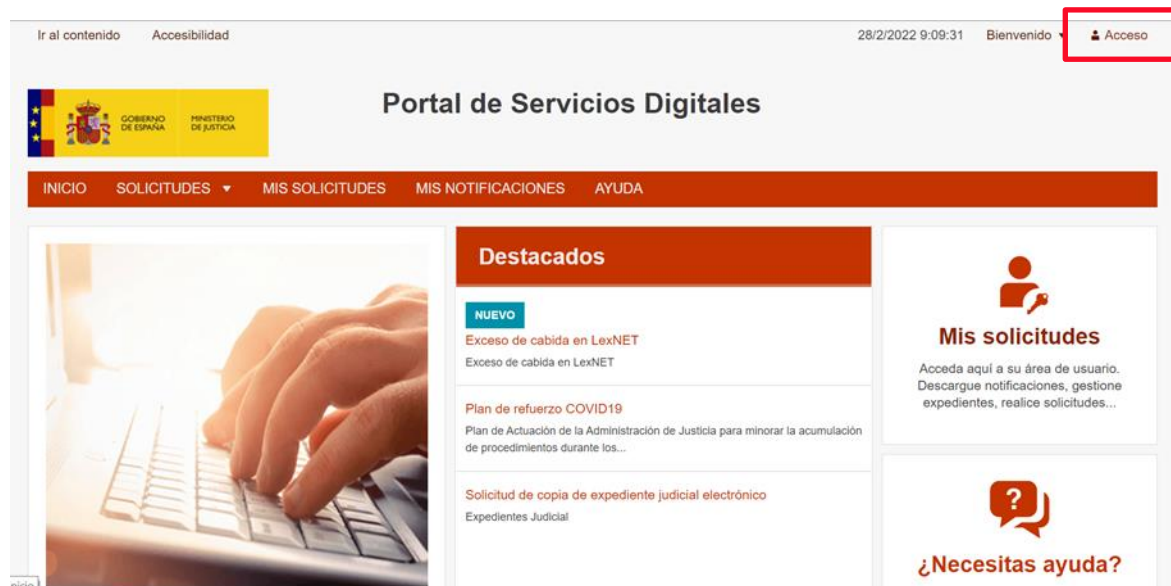 Ir al contenido Accesibilidad 28/2/2022 9:09:31 Bienvenido Acceso
GOBIERNO DE ESPAÑA
MINISTERIO DE JUSTICIA
Portal de Servicios Digitales
INICIO SOLICITUDES MIS SOLICITUDES MIS NOTIFICACIONES AYUDA
Destacados
NUEVO
Exceso de cabida en LexNET
Exceso de cabida en LexNET
Plan de refuerzo COVID19
Plan de Actuación de la Administración de Justicia para minorar la acumulación
de procedimientos durante los...
Solicitud de copia de expediente judicial electrónico
Expedientes Judicial
Mis solicitudes
Acceda aquí a su área de usuario.
Descargue notificaciones, gestione
expedientes, realice solicitudes...
?
¿Necesitas ayuda?